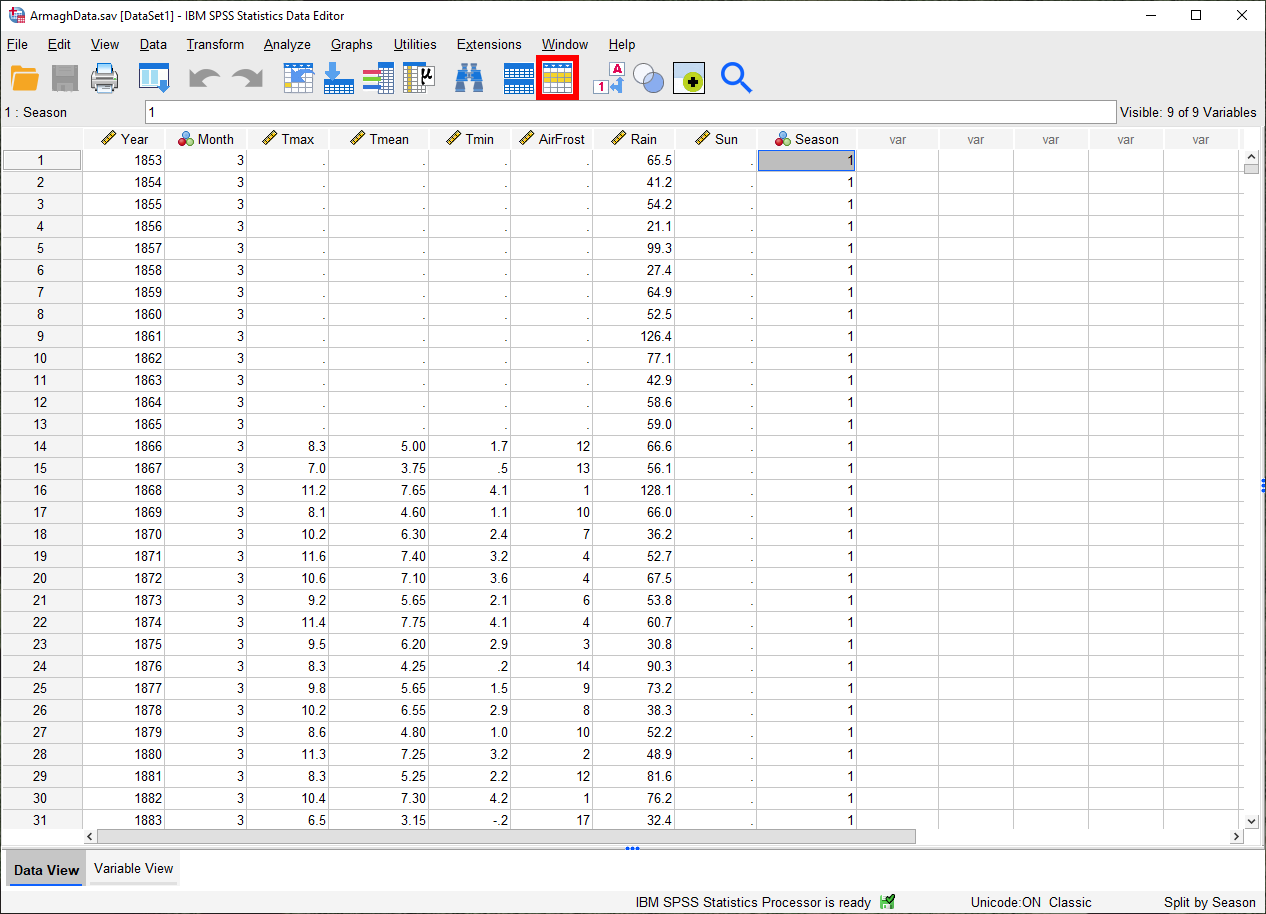 ArmaghData.sav [DataSet1] - IBM SPSS Statistics Data Editor
File Edit View Data Transform Analyze Graphs Utilities Extensions Window Help
μ A 1
1 : Season 1 Visible: 9 of 9 Variables
Year Month Tmax Tmean Tmin AirFrost Rain Sun Season var var var var var
1 1853 3 . . . . 65.5 . 1
2 1854 3 . . . . 41.2 . 1
3 1855 3 . . . . 54.2 . 1
4 1856 3 . . . . 21.1 . 1
5 1857 3 . . . . 99.3 . 1
6 1858 3 . . . . 27.4 . 1
7 1859 3 . . . . 64.9 . 1
8 1860 3 . . . . 52.5 . 1
9 1861 3 . . . . 126.4 . 1
10 1862 3 . . . . 77.1 . 1
11 1863 3 . . . . 42.9 . 1
12 1864 3 . . . . 58.6 . 1
13 1865 3 . . . . 59.0 . 1
14 1866 3 8.3 5.00 1.7 12 66.6 . 1
15 1867 3 7.0 3.75 .5 13 56.1 . 1
16 1868 3 11.2 7.65 4.1 1 128.1 . 1
17 1869 3 8.1 4.60 1.1 10 66.0 . 1
18 1870 3 10.2 6.30 2.4 7 36.2 . 1
19 1871 3 11.6 7.40 3.2 4 52.7 . 1
20 1872 3 10.6 7.10 3.6 4 67.5 . 1
21 1873 3 9.2 5.65 2.1 6 53.8 . 1
22 1874 3 11.4 7.75 4.1 4 60.7 . 1
23 1875 3 9.5 6.20 2.9 3 30.8 . 1
24 1876 3 8.3 4.25 .2 14 90.3 . 1
25 1877 3 9.8 5.65 1.5 9 73.2 . 1
26 1878 3 10.2 6.55 2.9 8 38.3 . 1
27 1879 3 8.6 4.80 1.0 10 52.2 . 1
28 1880 3 11.3 7.25 3.2 2 48.9 . 1
29 1881 3 8.3 5.25 2.2 12 81.6 . 1
30 1882 3 10.4 7.30 4.2 1 76.2 . 1
31 1883 3 6.5 3.15 -.2 17 32.4 . 1
Data View Variable View
IBM SPSS Statistics Processor is ready Unicode:ON Classic Split by Season